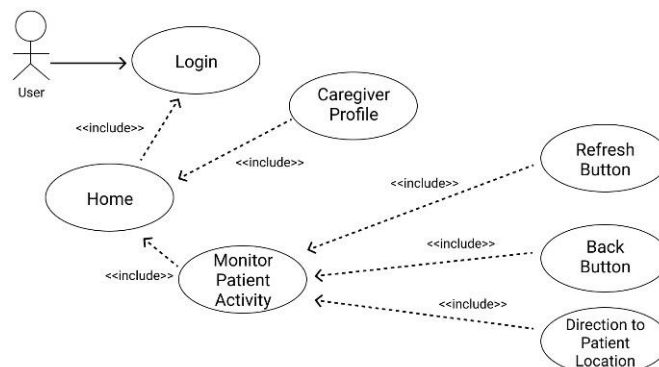 Login
User
Caregiver
Profile
<<include>>
<<include>>
Refresh
Button
<<include>>
Home
<<include>>
Back
Button
Monitor
Patient
Activity
<<include>>
<<include>>
Direction to
Patient
Location